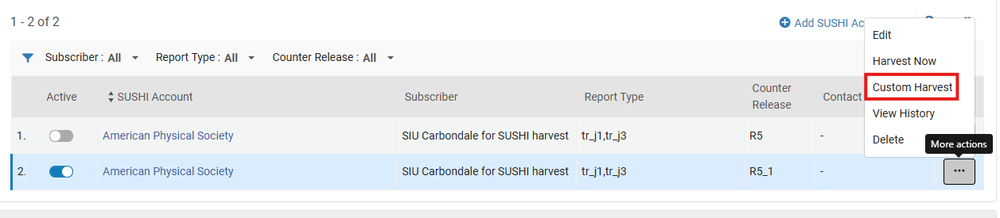 1 - 2 of 2
Add SUSHI Ac
Edit
Harvest Now
Custom Harvest
View History
Delete
More actions
Subscriber : All
Report Type : All
Counter Release : All
Active
SUSHI Account
Subscriber
Report Type
Counter Release
Contact
1.
American Physical Society
SIU Carbondale for SUSHI harvest
tr_j1,tr_j3
R5
-
2.
American Physical Society
SIU Carbondale for SUSHI harvest
tr_j1,tr_j3
R5_1
-